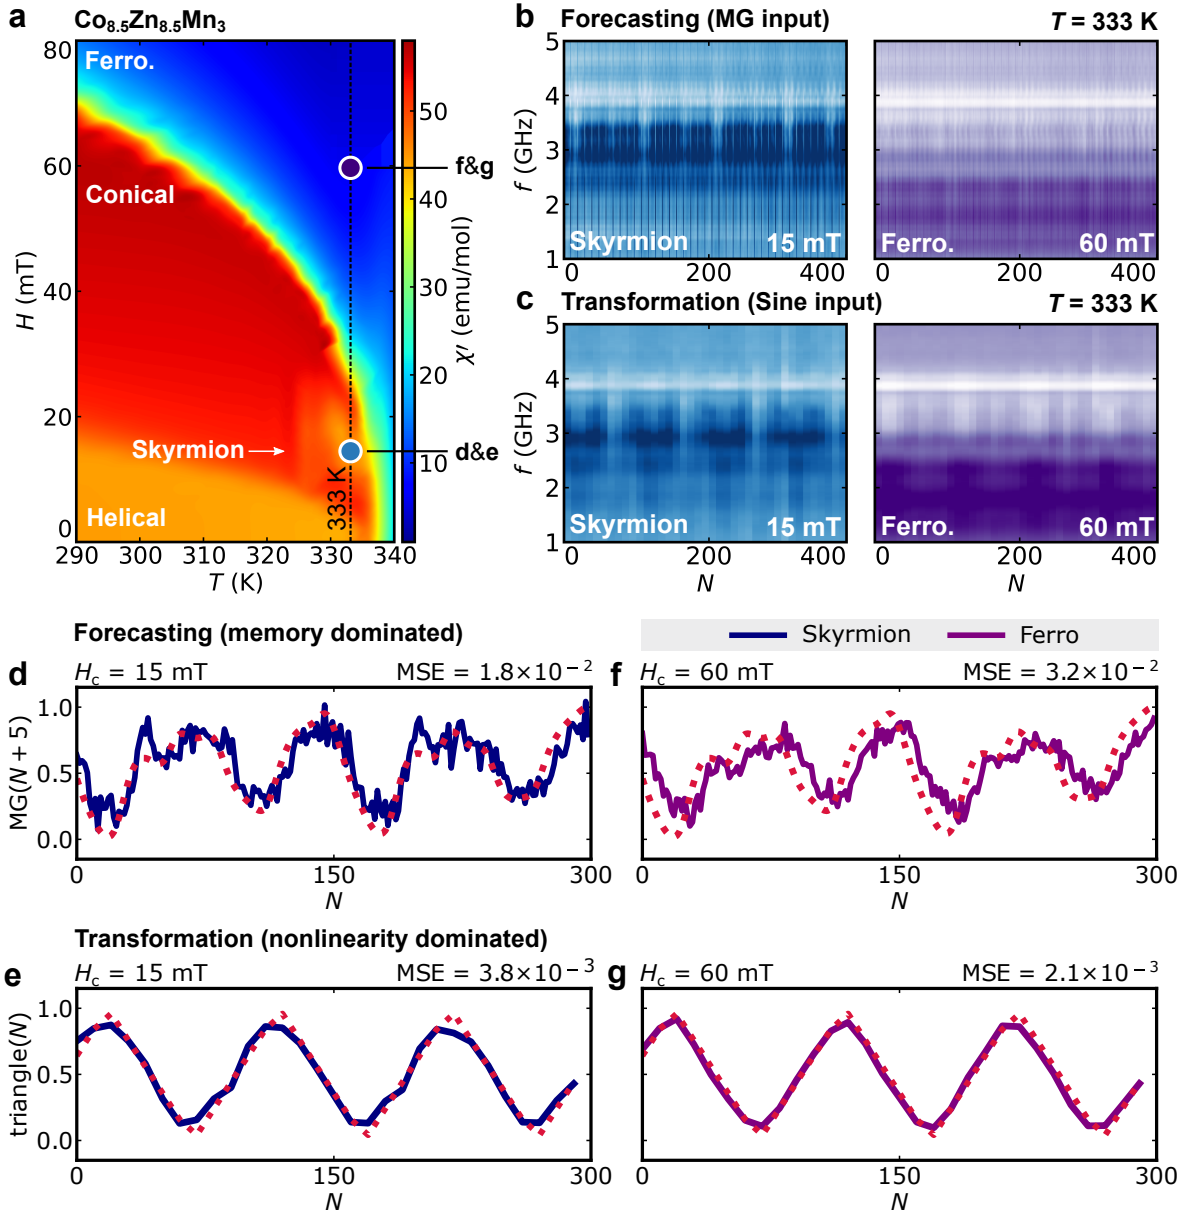 a Co8.5Zn8.5Mn3
80
60
40
20
0
H (mT)
Ferro.
Conical
Skyrmion
Helical
333 K
290 300 310 320 330 340
T (K)
f&g
d&e
50
40
30
20
10
χ′ (emu/mol)
b Forecasting (MG input) T = 333 K
5
4
3
2
1
f (GHz)
Skyrmion 15 mT
Ferro. 60 mT
0 200 400
0 200 400
c Transformation (Sine input) T = 333 K
5
4
3
2
1
f (GHz)
Skyrmion 15 mT
Ferro. 60 mT
0 200 400
0 200 400
N
N
Forecasting (memory dominated)
Skyrmion Ferro
d Hc = 15 mT MSE = 1.8×10−2
1.0
0.5
0.0
MG(N + 5)
0 150 300
N
f Hc = 60 mT MSE = 3.2×10−2
0 150 300
N
Transformation (nonlinearity dominated)
e Hc = 15 mT MSE = 3.8×10−3
1.0
0.5
0.0
triangle(N)
0 150 300
N
g Hc = 60 mT MSE = 2.1×10−3
0 150 300
N